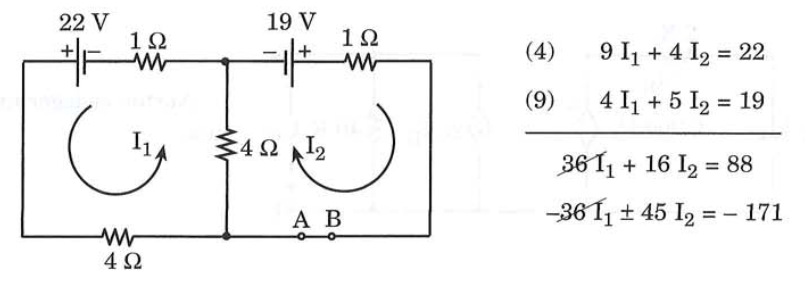 22 V
19 V
+ − 1 Ω
− + 1 Ω
I₁
4 Ω
I₂
A B
4 Ω
(4) 9 I₁ + 4 I₂ = 22
(9) 4 I₁ + 5 I₂ = 19
36 I₁ + 16 I₂ = 88
−36 I₁ ± 45 I₂ = − 171